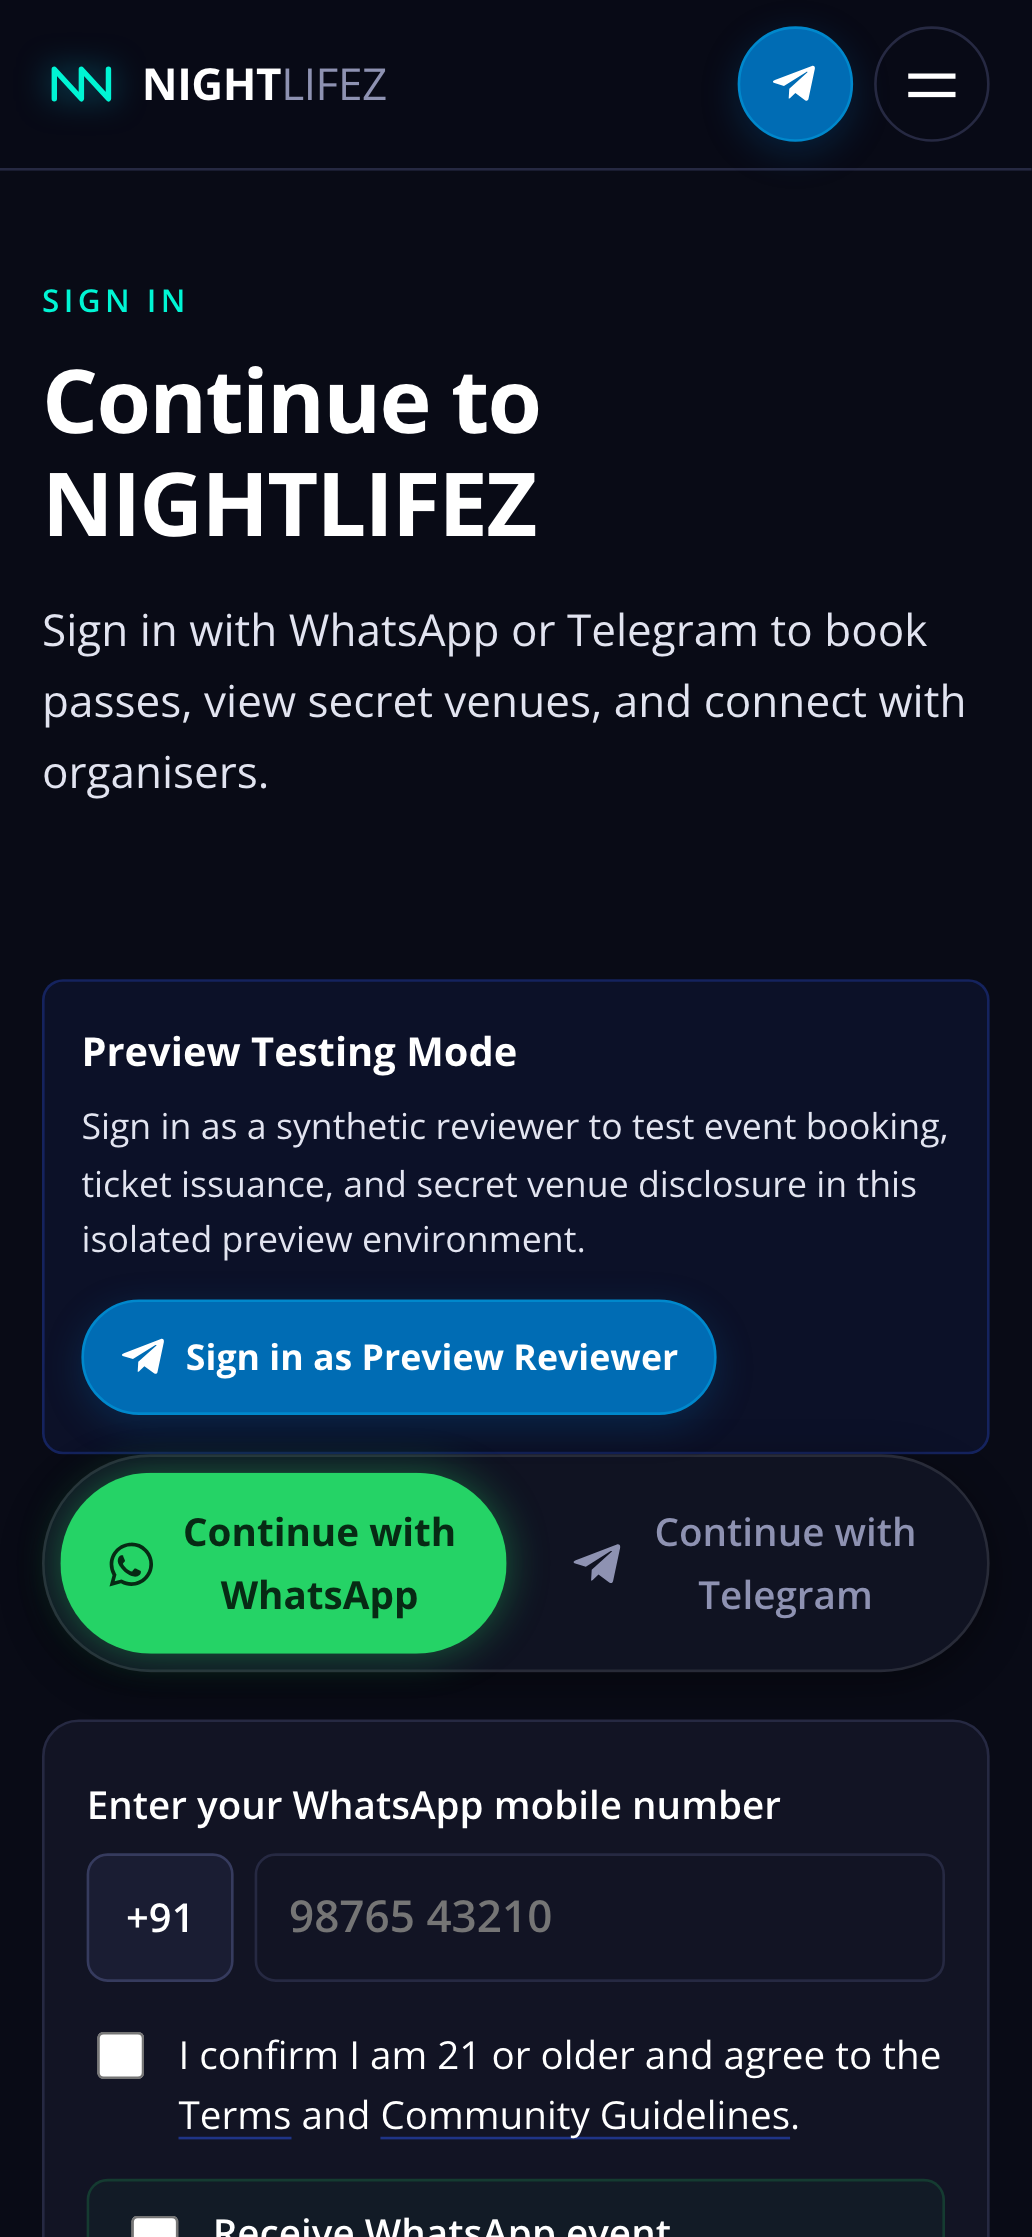 NIGHTLIFEZ
SIGN IN
Continue to
NIGHTLIFEZ
Sign in with WhatsApp or Telegram to book
passes, view secret venues, and connect with
organisers.
Preview Testing Mode
Sign in as a synthetic reviewer to test event booking,
ticket issuance, and secret venue disclosure in this
isolated preview environment.
Sign in as Preview Reviewer
Continue with
WhatsApp
Continue with
Telegram
Enter your WhatsApp mobile number
+91
98765 43210
I confirm I am 21 or older and agree to the
Terms and Community Guidelines.
Receive WhatsApp event